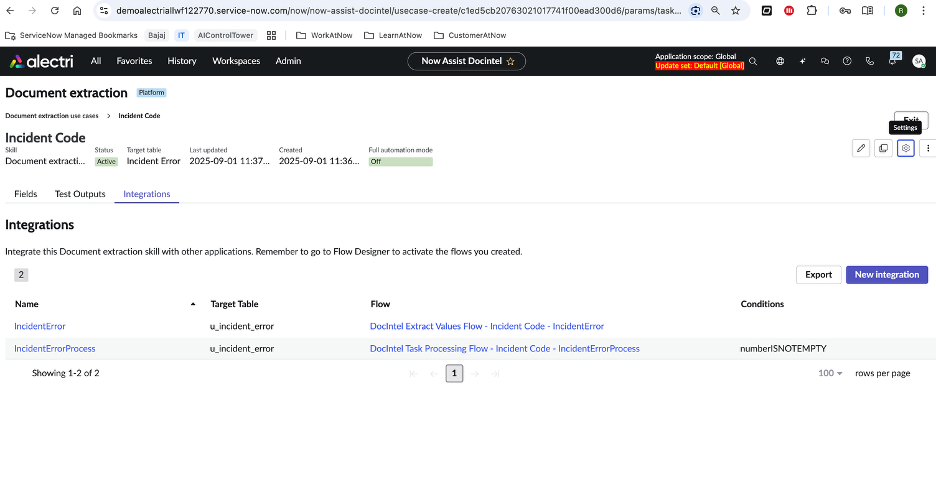 demoalectriallwf122770.service-now.com/now/now-assist-docintel/usecase-create/c1ed5cb20763021017741f00ead300d6/params/task...
R
ServiceNow Managed Bookmarks Bajaj IT AIControlTower WorkAtNow LearnAtNow CustomerAtNow
alectri All Favorites History Workspaces Admin Now Assist Docintel Application scope: Global
Update set: Default [Global] 72 SA
Document extraction Platform
Document extraction use cases > Incident Code Exit
Settings
Incident Code
Skill Status Target table Last updated Created Full automation mode
Document extracti... Active Incident Error 2025-09-01 11:37... 2025-09-01 11:36... Off
Fields Test Outputs Integrations
Integrations
Integrate this Document extraction skill with other applications. Remember to go to Flow Designer to activate the flows you created.
2 Export New integration
Name Target Table Flow Conditions
IncidentError u_incident_error DocIntel Extract Values Flow - Incident Code - IncidentError
IncidentErrorProcess u_incident_error DocIntel Task Processing Flow - Incident Code - IncidentErrorProcess numberISNOTEMPTY
Showing 1-2 of 2 1 100 rows per page